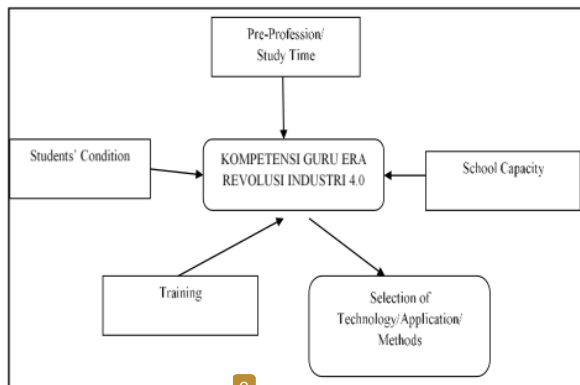 Pre-Profession/
Study Time
Students' Condition
KOMPETENSI GURU ERA
REVOLUSI INDUSTRI 4.0
School Capacity
Training
Selection of
Technology/Application/
Methods